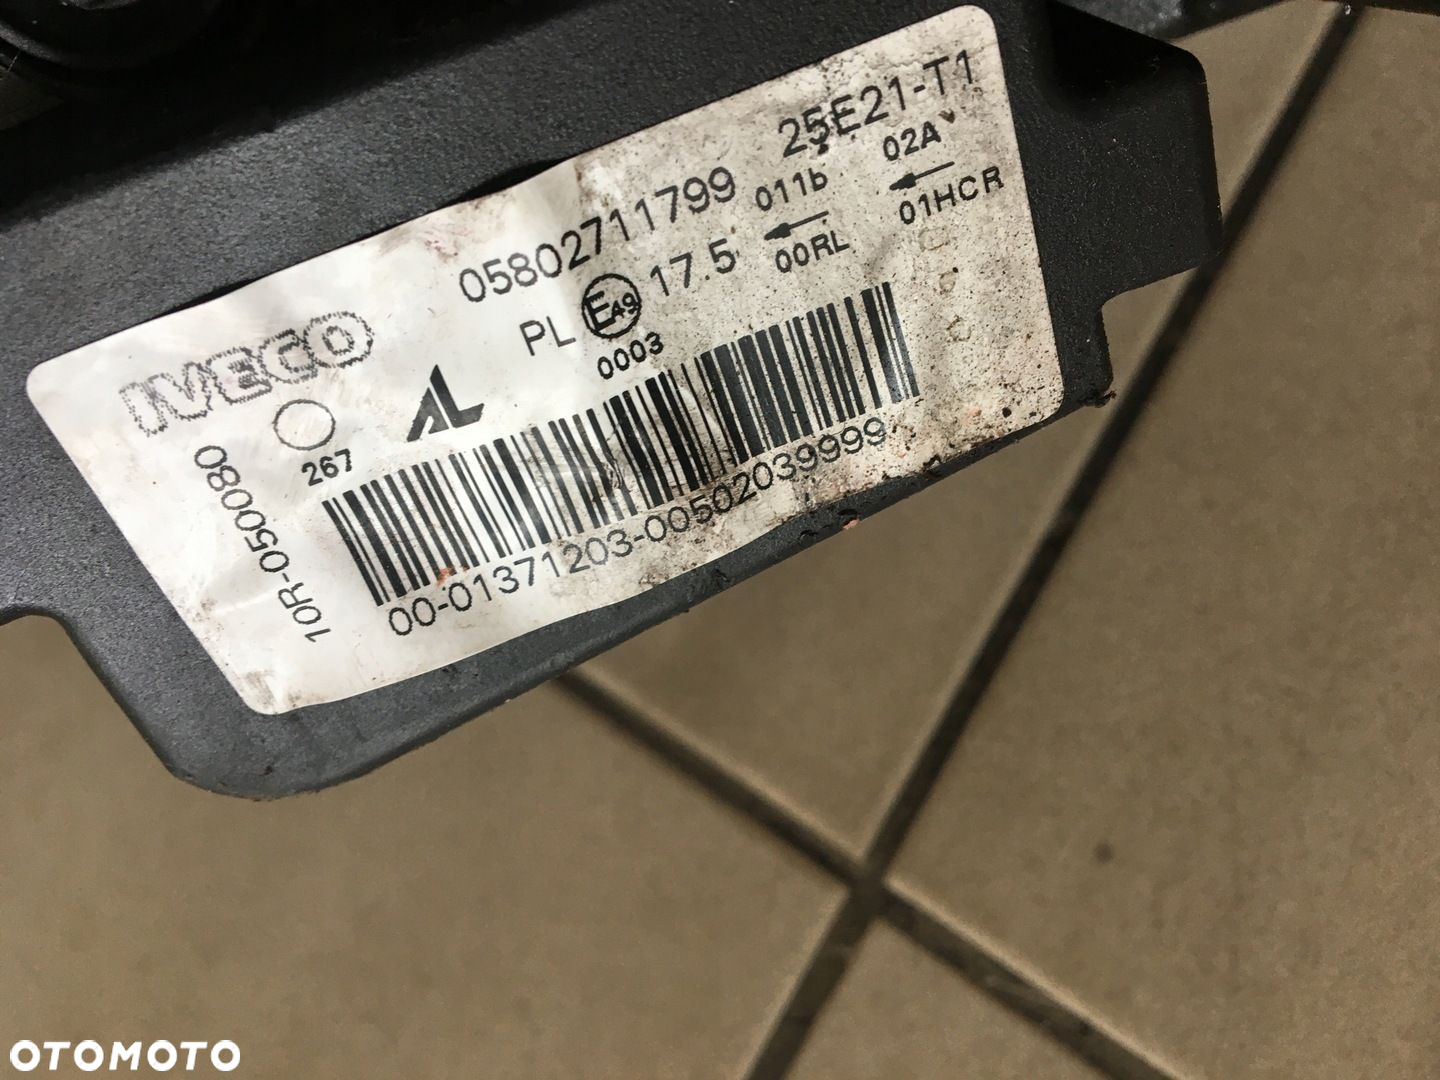 IVECO
05802711799
25E21-T1
PL
E A9
0003
17.5
011b
00RL
02A
01HCR
267
AL
10R-050080
00-01371203-00502039999
OTOMOTO